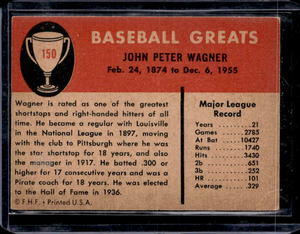 150
BASEBALL GREATS
JOHN PETER WAGNER
Feb. 24, 1874 to Dec. 6, 1955
Wagner is rated as one of the greatest
shortstops and right-handed hitters of all
time. He became a regular with Louisville
in the National League in 1897, moving
with the club to Pittsburgh where he was
the star shortstop for 18 years, and also
the manager in 1917. He batted .300 or
higher for 17 consecutive years and was a
Pirate coach for 18 years. He was elected
to the Hall of Fame in 1936.
© F.H.F. • Printed in U.S.A.
Major League
Record
Years 21
Games 2785
At Bat 10427
Runs 1740
Hits 3430
2b 651
3b 252
HR 101
Average .329